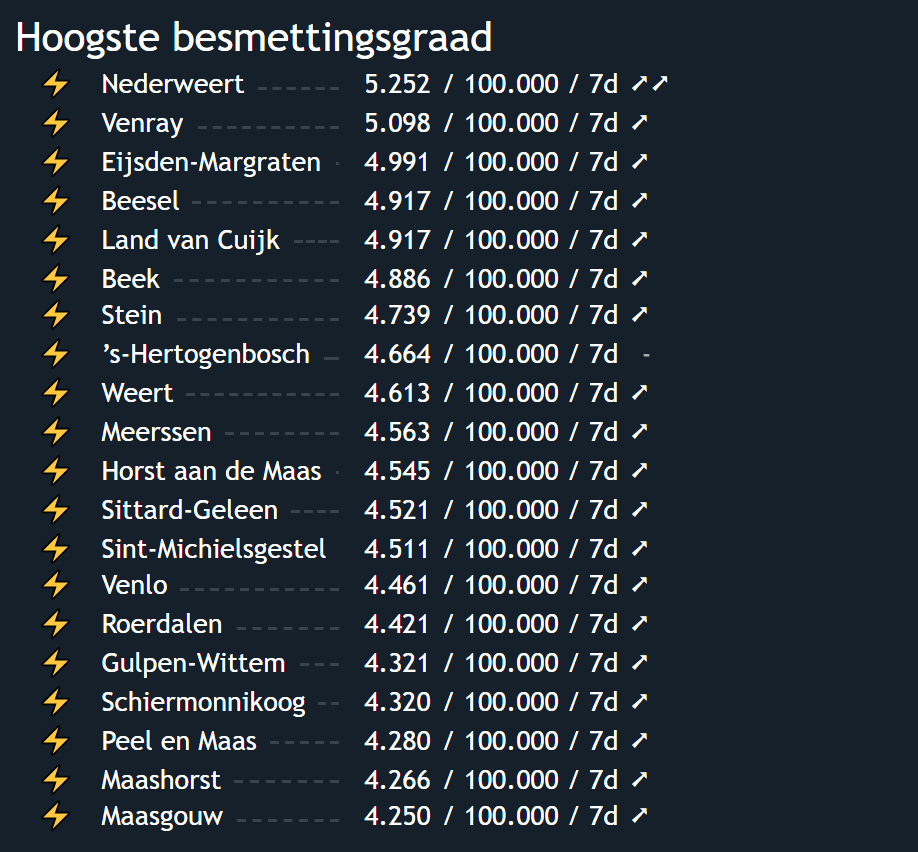 Hoogste besmettingsgraad
⚡ Nederweert ------ 5.252 / 100.000 / 7d ➚➚
⚡ Venray --------- 5.098 / 100.000 / 7d ➚
⚡ Eijsden-Margraten - 4.991 / 100.000 / 7d ➚
⚡ Beesel --------- 4.917 / 100.000 / 7d ➚
⚡ Land van Cuijk ---- 4.917 / 100.000 / 7d ➚
⚡ Beek ----------- 4.886 / 100.000 / 7d ➚
⚡ Stein ----------- 4.739 / 100.000 / 7d ➚
⚡ ’s-Hertogenbosch - 4.664 / 100.000 / 7d -
⚡ Weert ---------- 4.613 / 100.000 / 7d ➚
⚡ Meerssen ------- 4.563 / 100.000 / 7d ➚
⚡ Horst aan de Maas - 4.545 / 100.000 / 7d ➚
⚡ Sittard-Geleen ---- 4.521 / 100.000 / 7d ➚
⚡ Sint-Michielsgestel 4.511 / 100.000 / 7d ➚
⚡ Venlo ----------- 4.461 / 100.000 / 7d ➚
⚡ Roerdalen ------- 4.421 / 100.000 / 7d ➚
⚡ Gulpen-Wittem --- 4.321 / 100.000 / 7d ➚
⚡ Schiermonnikoog -- 4.320 / 100.000 / 7d ➚
⚡ Peel en Maas ----- 4.280 / 100.000 / 7d ➚
⚡ Maashorst ------- 4.266 / 100.000 / 7d ➚
⚡ Maasgouw ------- 4.250 / 100.000 / 7d ➚